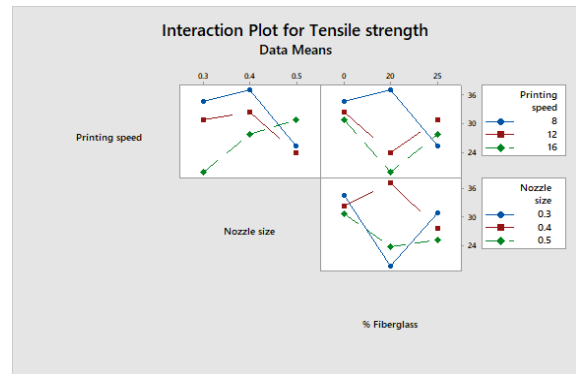 Interaction Plot for Tensile strength
Data Means
0.3 0.4 0.5 0 20 25
Printing speed
36
30
24
Printing
speed
8
12
16
Nozzle size
36
30
24
Nozzle
size
0.3
0.4
0.5
% Fiberglass